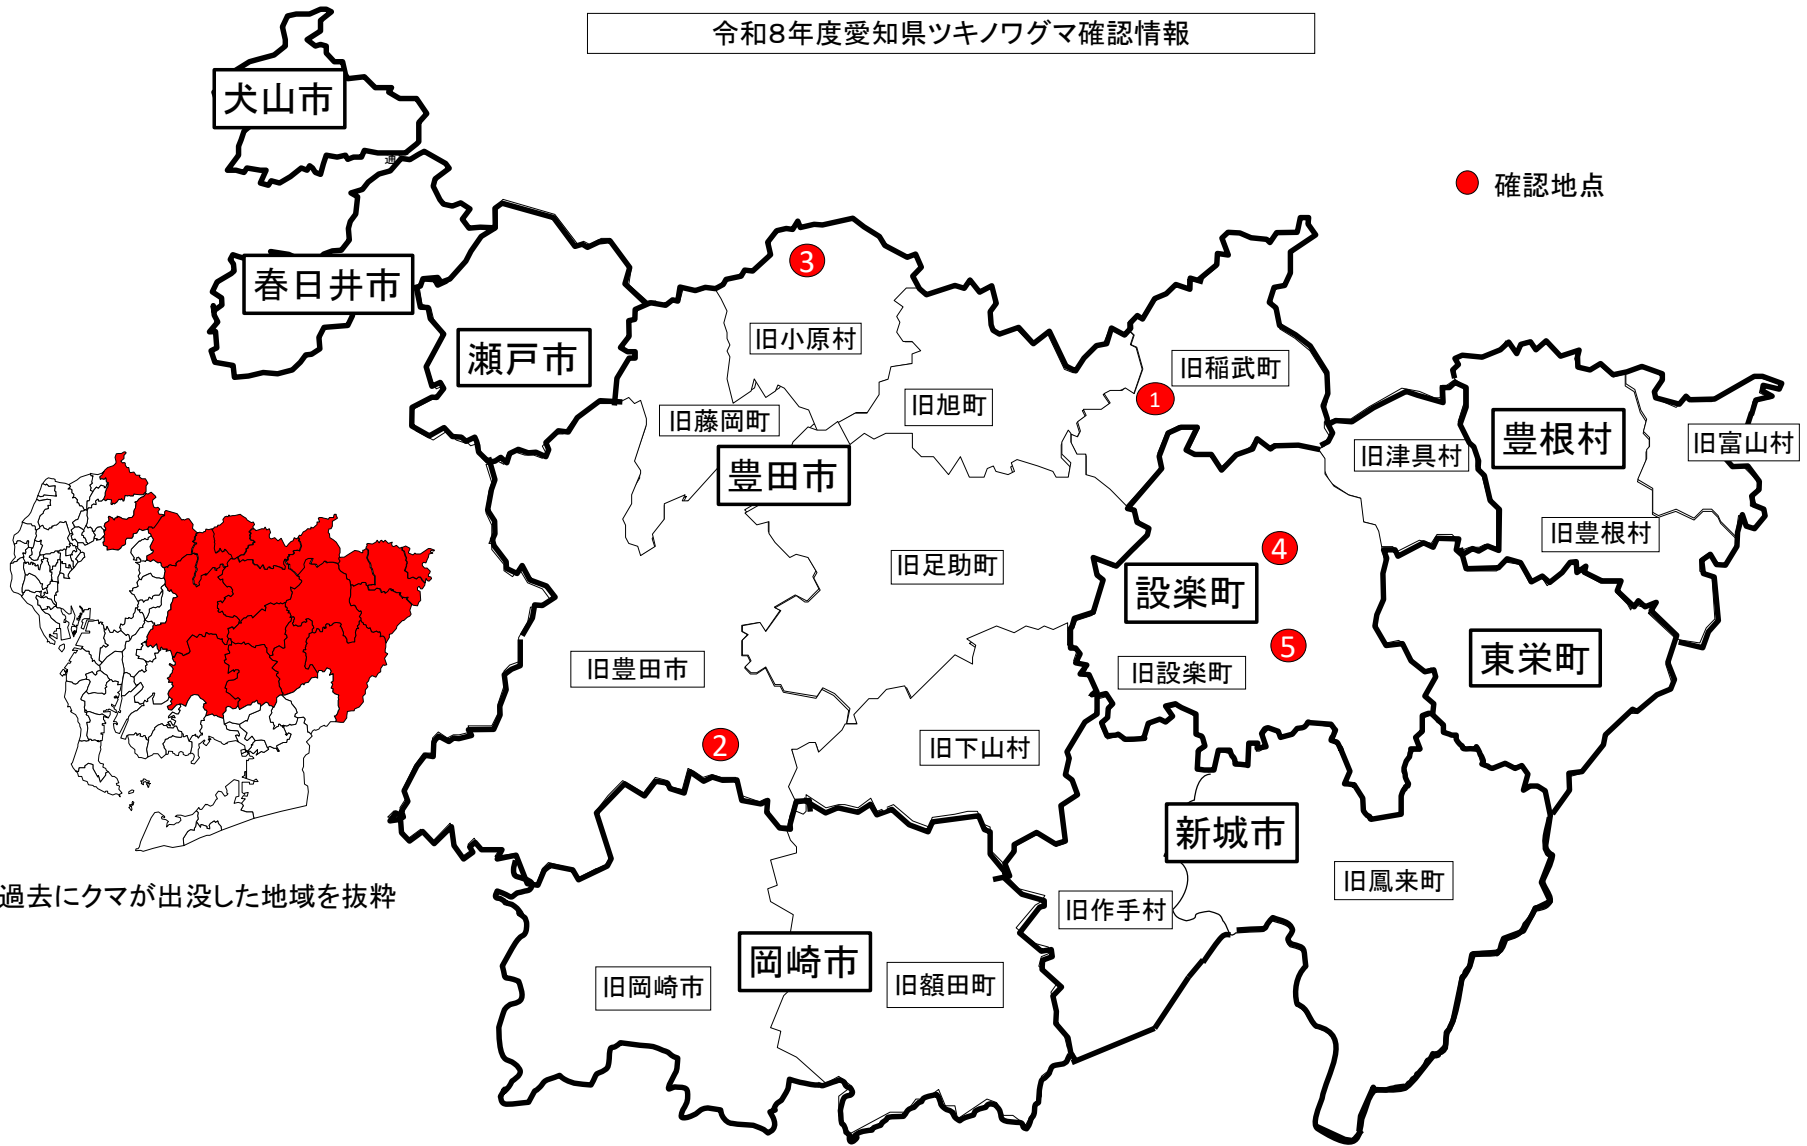 令和8年度愛知県ツキノワグマ確認情報
犬山市
通
確認地点
春日井市
3
旧小原村
瀬戸市
旧稲武町
1
旧旭町
旧藤岡町
豊根村
旧富山村
旧津具村
豊田市
旧豊根村
4
旧足助町
設楽町
5
東栄町
旧豊田市
旧設楽町
2
旧下山村
新城市
旧鳳来町
過去にクマが出没した地域を抜粋
旧作手村
岡崎市
旧岡崎市
旧額田町